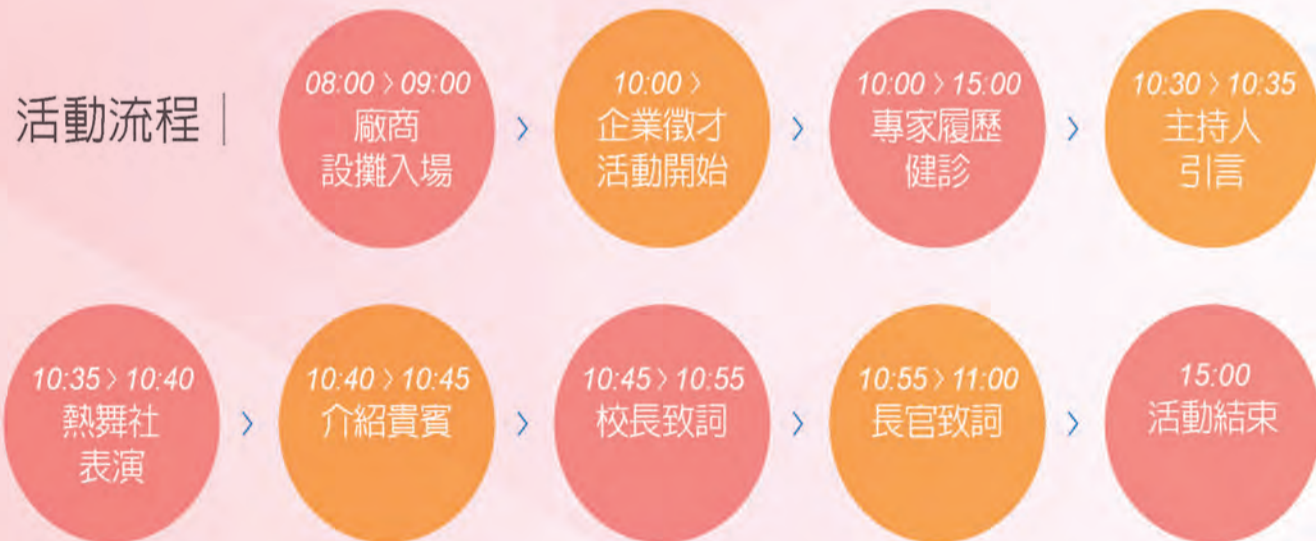 活動流程｜
08:00 > 09:00
廠商
設攤入場
>
10:00 >
企業徵才
活動開始
>
10:00 > 15:00
專家履歷
健診
>
10:30 > 10:35
主持人
引言
10:35 > 10:40
熱舞社
表演
>
10:40 > 10:45
介紹貴賓
>
10:45 > 10:55
校長致詞
>
10:55 > 11:00
長官致詞
>
15:00
活動結束